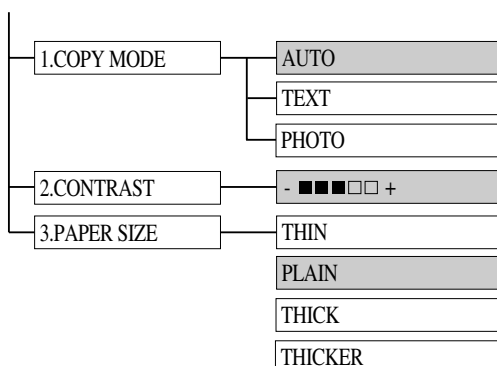 1.COPY MODE
AUTO
TEXT
PHOTO
2.CONTRAST
- ■■■□□ +
3.PAPER SIZE
THIN
PLAIN
THICK
THICKER